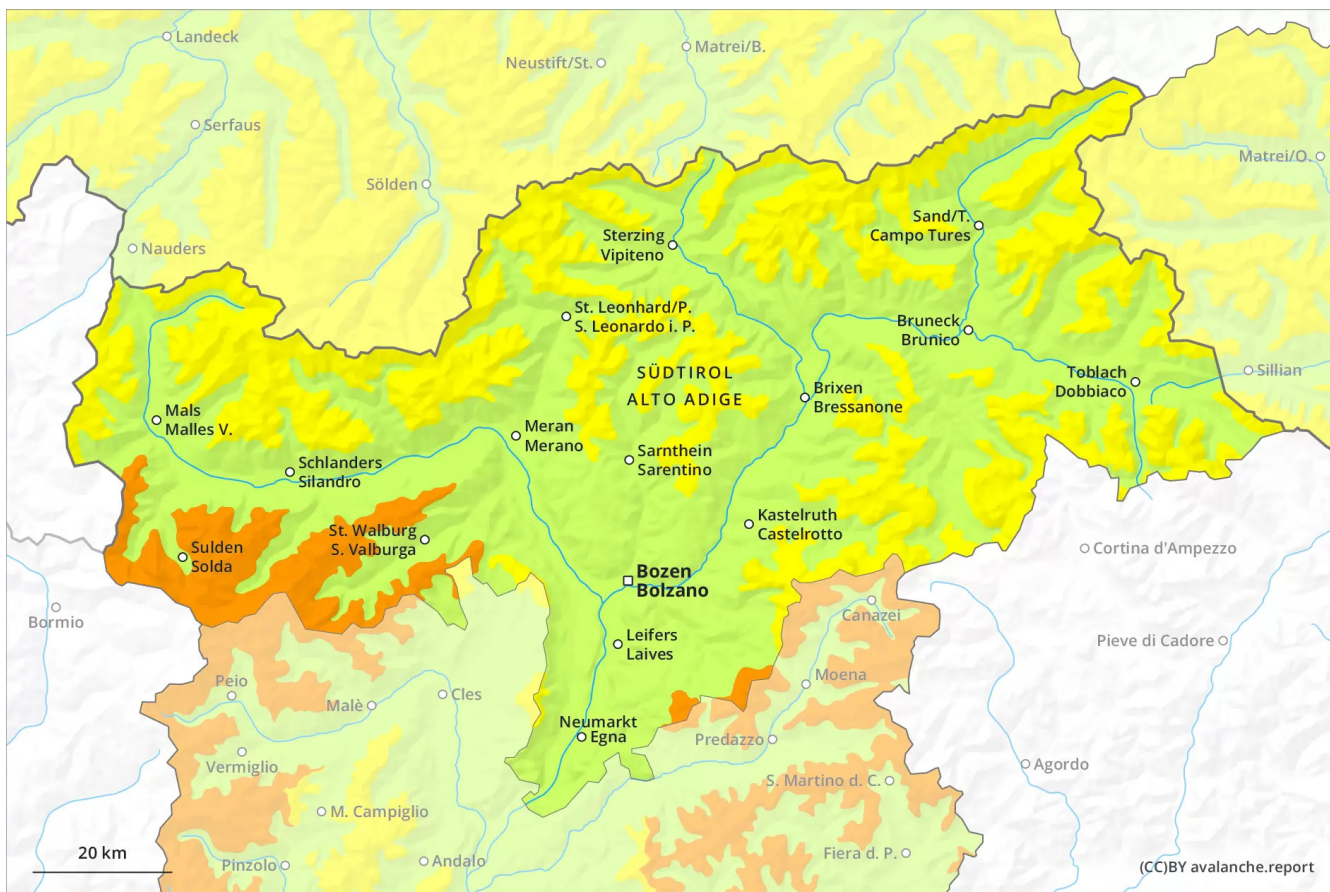 Landeck
Matrei/B.
Neustift/St.
Serfaus
Matrei/O.
Sölden
Nauders
Sand/T.
Campo Tures
Sterzing
Vipiteno
St. Leonhard/P.
S. Leonardo i. P.
Bruneck
Brunico
SÜDTIROL
ALTO ADIGE
Toblach
Dobbiaco
Sillian
Brixen
Bressanone
Mals
Malles V.
Meran
Merano
Sarnthein
Sarentino
Schlanders
Silandro
Kastelruth
Castelrotto
St. Walburg
S. Valburga
Sulden
Solda
Cortina d'Ampezzo
Bozen
Bolzano
Bormio
Canazei
Leifers
Laives
Pieve di Cadore
Peio
Malè
Cles
Moena
Neumarkt
Egna
Predazzo
Vermiglio
Agordo
S. Martino d. C.
M. Campiglio
20 km
Pinzolo
Andalo
Fiera d. P.
(CC)BY avalanche.report